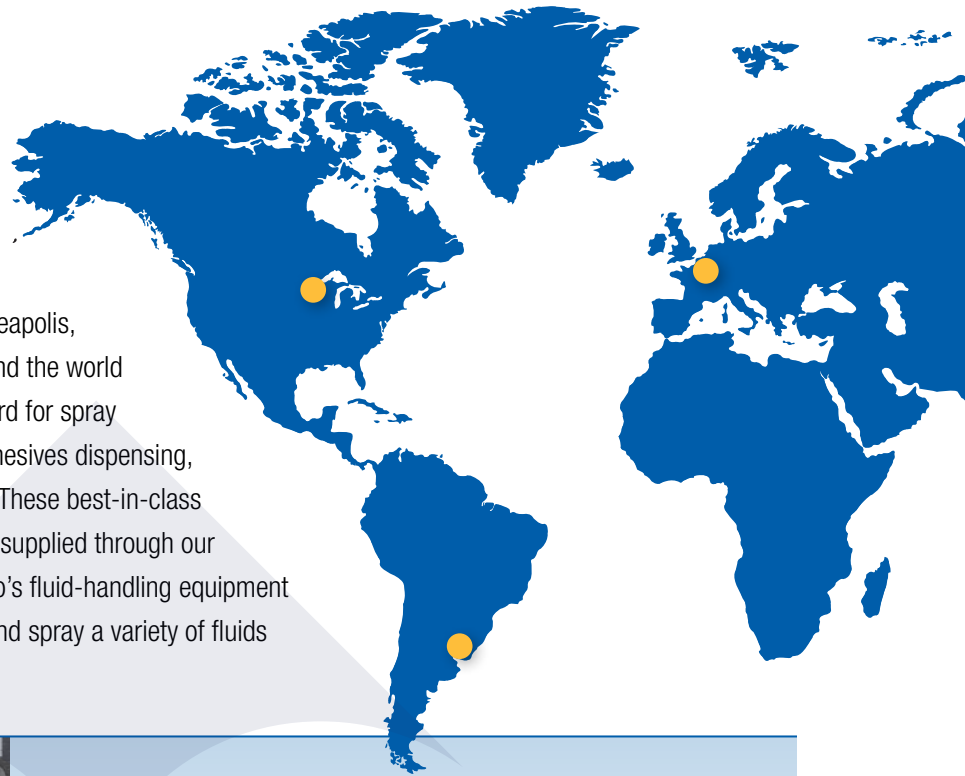 eapolis,
nd the world
rd for spray
hesives dispensing,
These best-in-class
supplied through our
o’s fluid-handling equipment
nd spray a variety of fluids